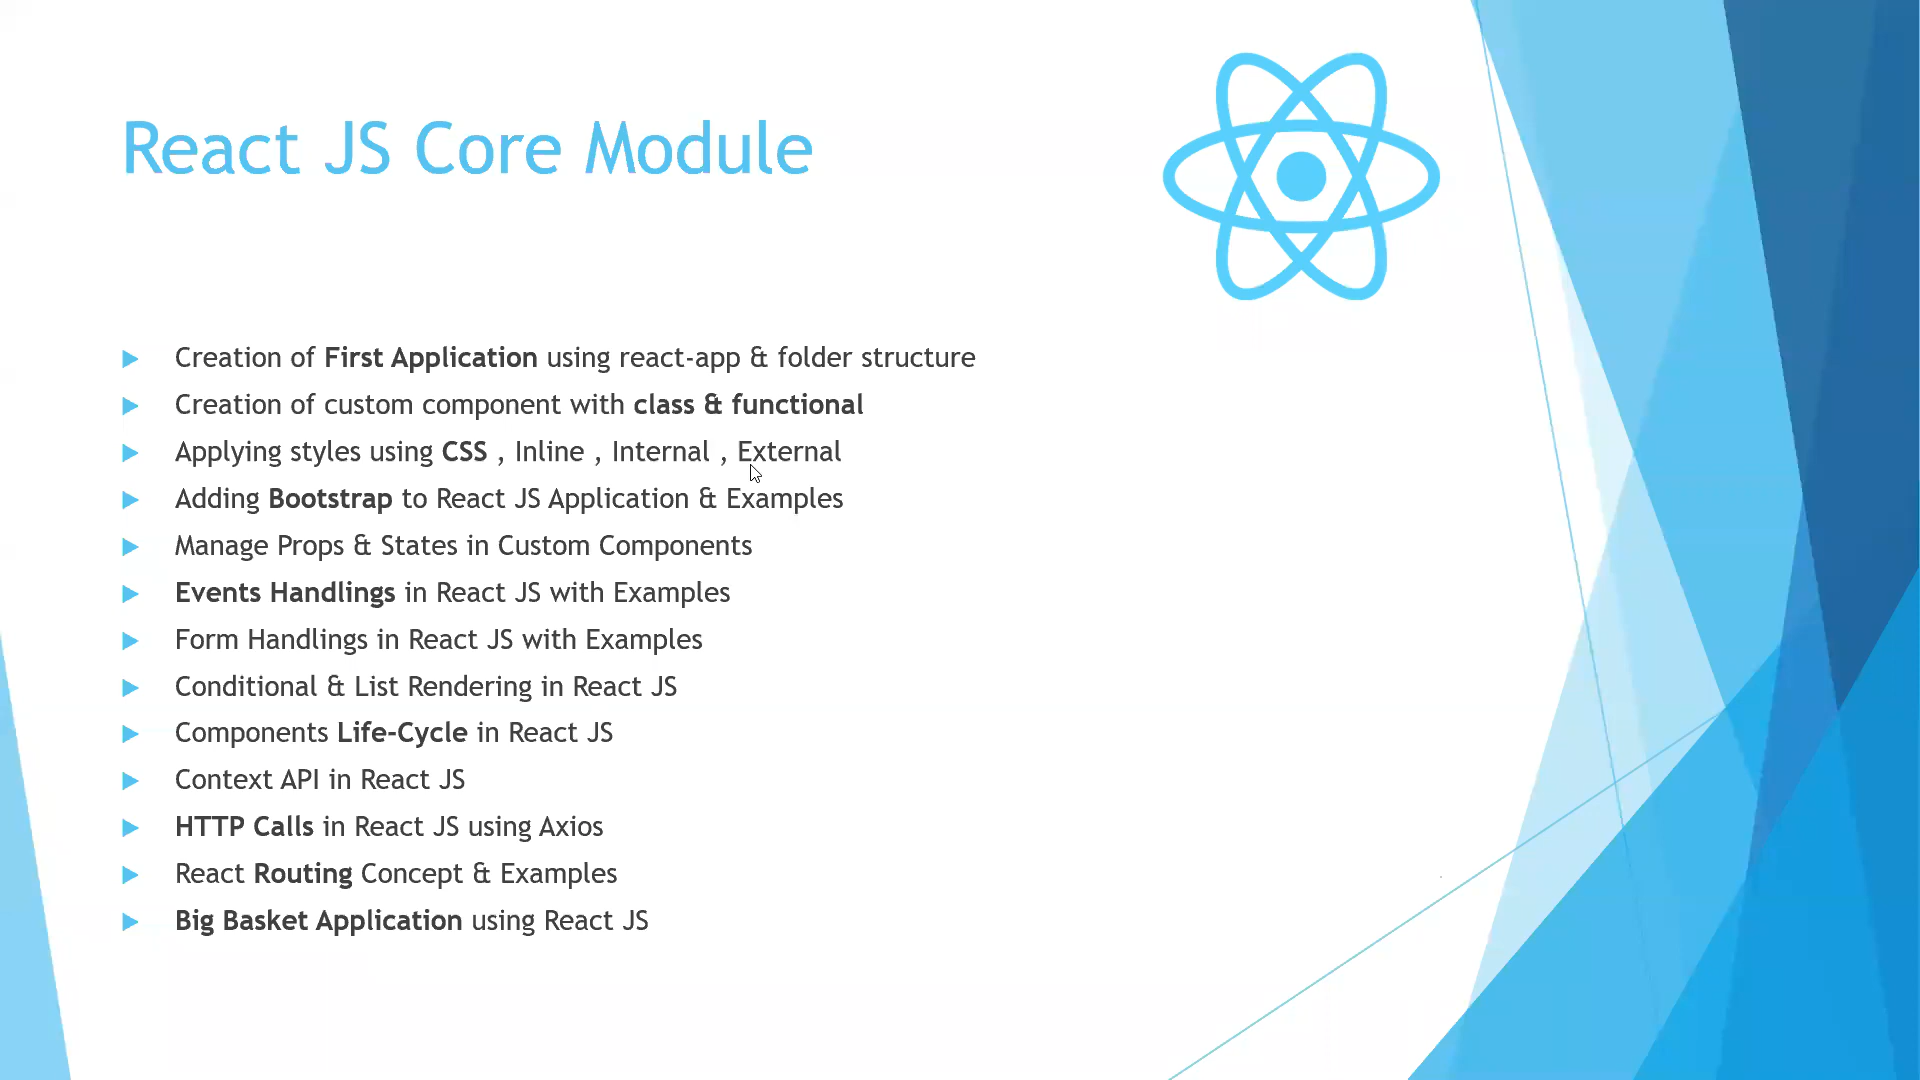 React JS Core Module
Creation of First Application using react-app & folder structure
Creation of custom component with class & functional
Applying styles using CSS , Inline , Internal , External
Adding Bootstrap to React JS Application & Examples
Manage Props & States in Custom Components
Events Handlings in React JS with Examples
Form Handlings in React JS with Examples
Conditional & List Rendering in React JS
Components Life-Cycle in React JS
Context API in React JS
HTTP Calls in React JS using Axios
React Routing Concept & Examples
Big Basket Application using React JS